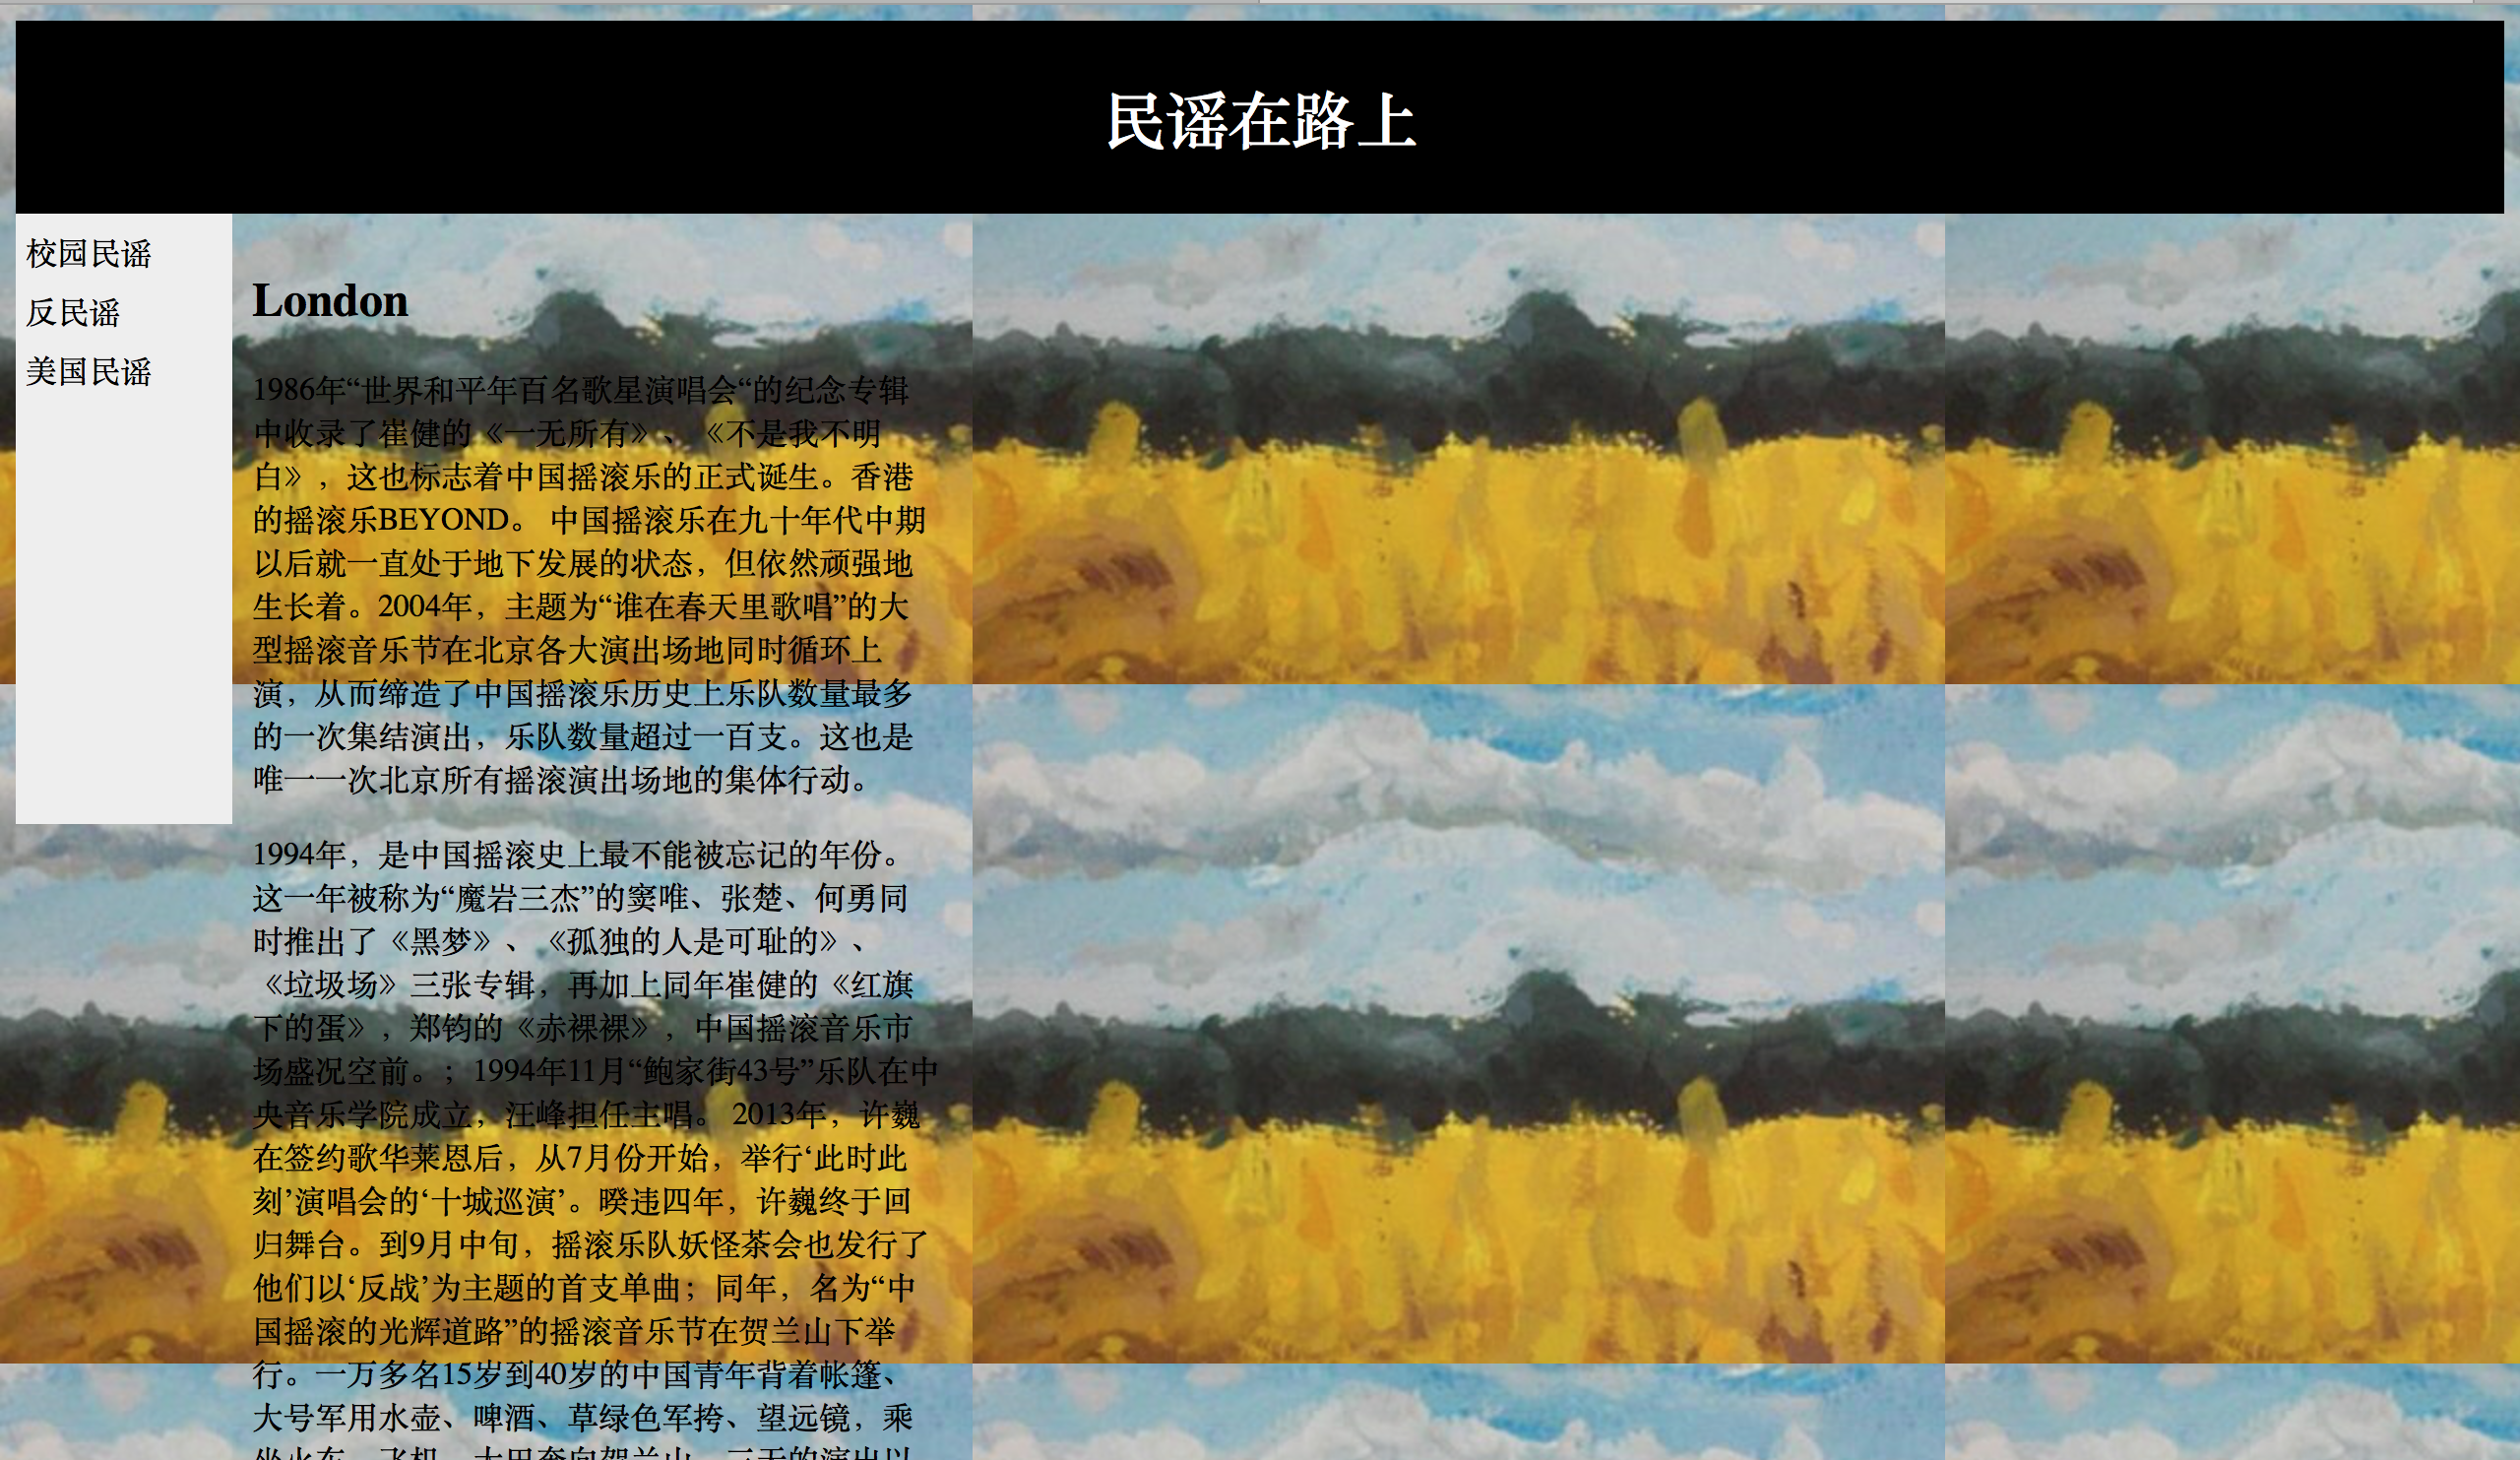 民谣在路上
校园民谣
反民谣
美国民谣
London
1986年“世界和平年百名歌星演唱会“的纪念专辑
中收录了崔健的《一无所有》、《不是我不明
白》，这也标志着中国摇滚乐的正式诞生。香港
的摇滚乐BEYOND。 中国摇滚乐在九十年代中期
以后就一直处于地下发展的状态，但依然顽强地
生长着。2004年，主题为“谁在春天里歌唱”的大
型摇滚音乐节在北京各大演出场地同时循环上
演，从而缔造了中国摇滚乐历史上乐队数量最多
的一次集结演出，乐队数量超过一百支。这也是
唯一一次北京所有摇滚演出场地的集体行动。
1994年，是中国摇滚史上最不能被忘记的年份。
这一年被称为“魔岩三杰”的窦唯、张楚、何勇同
时推出了《黑梦》、《孤独的人是可耻的》、
《垃圾场》三张专辑，再加上同年崔健的《红旗
下的蛋》，郑钧的《赤裸裸》，中国摇滚音乐市
场盛况空前。；1994年11月“鲍家街43号”乐队在中
央音乐学院成立，汪峰担任主唱。 2013年，许巍
在签约歌华莱恩后，从7月份开始，举行‘此时此
刻’演唱会的‘十城巡演’。暌违四年，许巍终于回
归舞台。到9月中旬，摇滚乐队妖怪茶会也发行了
他们以‘反战’为主题的首支单曲；同年，名为“中
国摇滚的光辉道路”的摇滚音乐节在贺兰山下举
行。一万多名15岁到40岁的中国青年背着帐篷、
大号军用水壶、啤酒、草绿色军挎、望远镜，乘